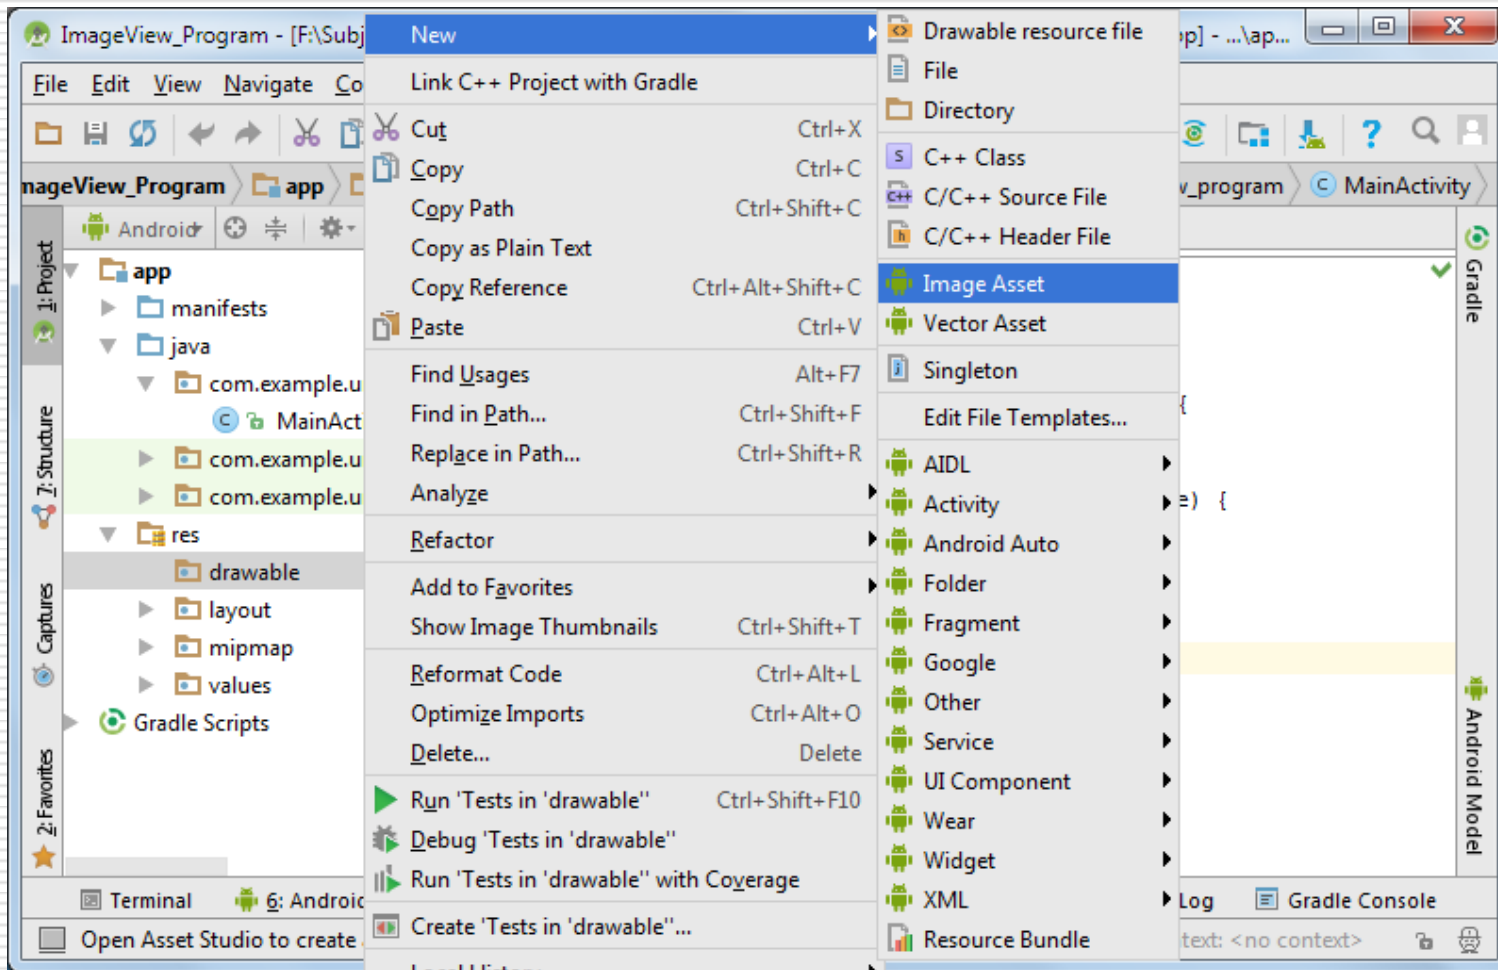 ImageView_Program - [F:\Subj
pp] - ...\ap...
File Edit View Navigate Co
nageView_Program app
v_program MainActivity
1: Project
7: Structure
Captures
2: Favorites
Android
app
manifests
java
com.example.u
MainAct
com.example.u
com.example.u
res
drawable
layout
mipmap
values
Gradle Scripts
New
Link C++ Project with Gradle
Cut Ctrl+X
Copy Ctrl+C
Copy Path Ctrl+Shift+C
Copy as Plain Text
Copy Reference Ctrl+Alt+Shift+C
Paste Ctrl+V
Find Usages Alt+F7
Find in Path... Ctrl+Shift+F
Replace in Path... Ctrl+Shift+R
Analyze
Refactor
Add to Favorites
Show Image Thumbnails Ctrl+Shift+T
Reformat Code Ctrl+Alt+L
Optimize Imports Ctrl+Alt+O
Delete... Delete
Run 'Tests in 'drawable'' Ctrl+Shift+F10
Debug 'Tests in 'drawable''
Run 'Tests in 'drawable'' with Coverage
Create 'Tests in 'drawable''...
Local History
Drawable resource file
File
Directory
C++ Class
C/C++ Source File
C/C++ Header File
Image Asset
Vector Asset
Singleton
Edit File Templates...
AIDL
Activity
Android Auto
Folder
Fragment
Google
Other
Service
UI Component
Wear
Widget
XML
Resource Bundle
{
e) {
Gradle
Android Model
Terminal 6: Android
Log Gradle Console
Open Asset Studio to create
text: <no context>